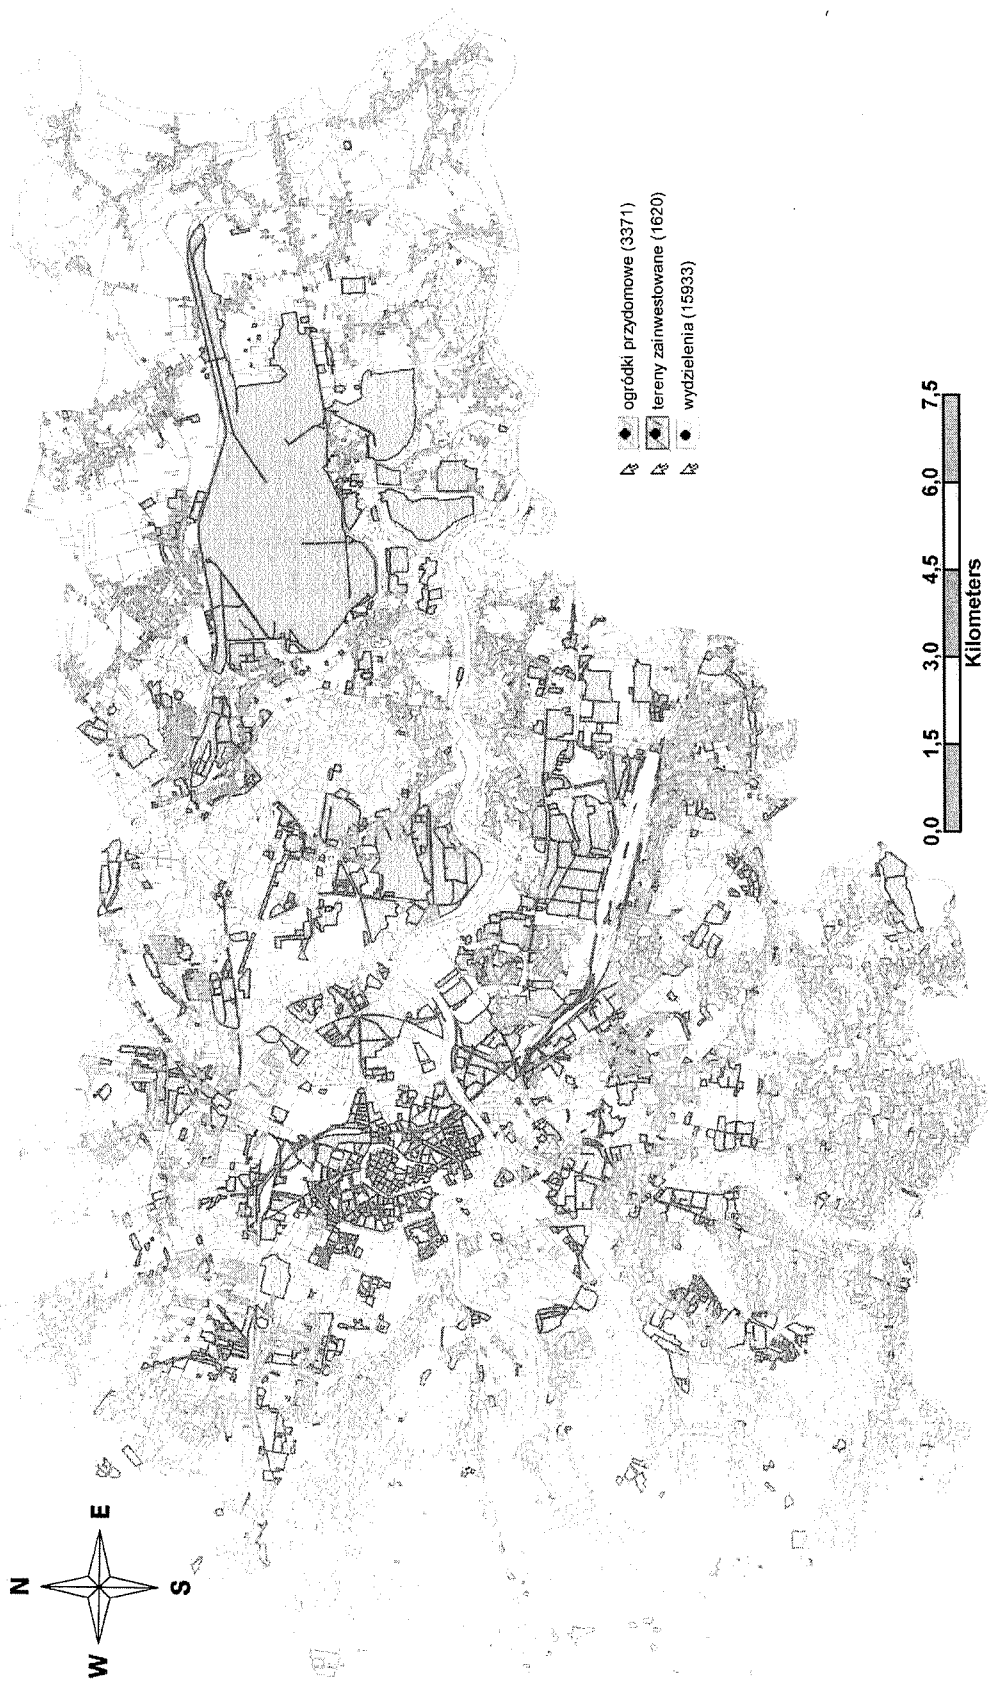 N
W E
S
ogródki przydomowe (3371)
tereny zainwestowane (1620)
wydzielenia (15933)
0,0 1,5 3,0 4,5 6,0 7,5
Kilometers